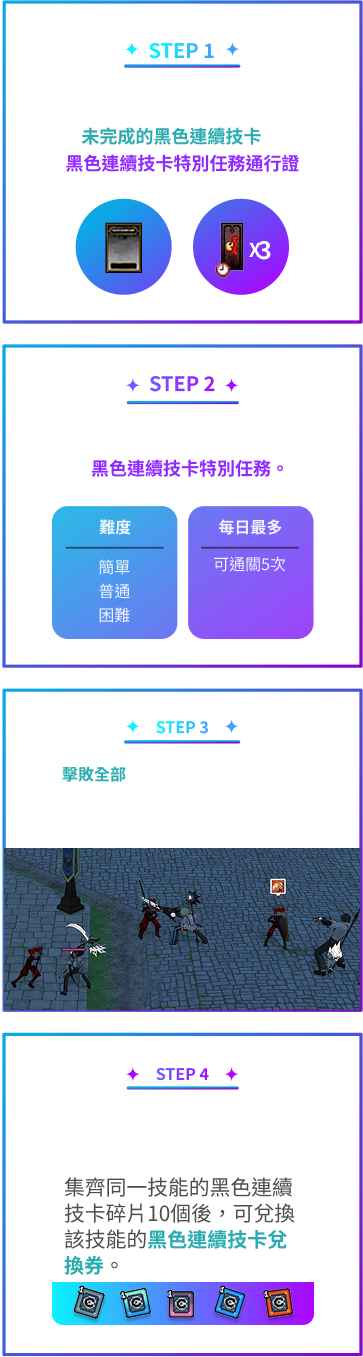 STEP 1
未完成的黑色連續技卡
黑色連續技卡特別任務通行證
X3
STEP 2
黑色連續技卡特別任務。
難度
簡單
普通
困難
每日最多
可通關5次
STEP 3
擊敗全部
STEP 4
集齊同一技能的黑色連續
技卡碎片10個後，可兌換
該技能的黑色連續技卡兌
換券。
1
1
1
1
1